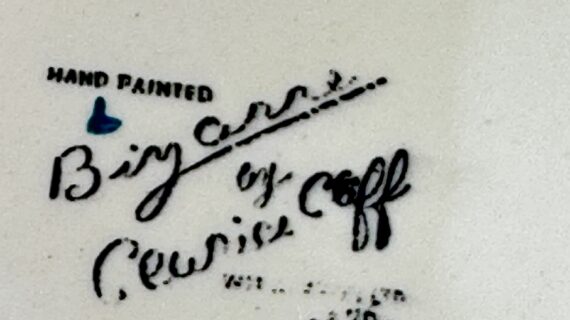 HAND PAINTED
Bizarre
by
Clarice Cliff